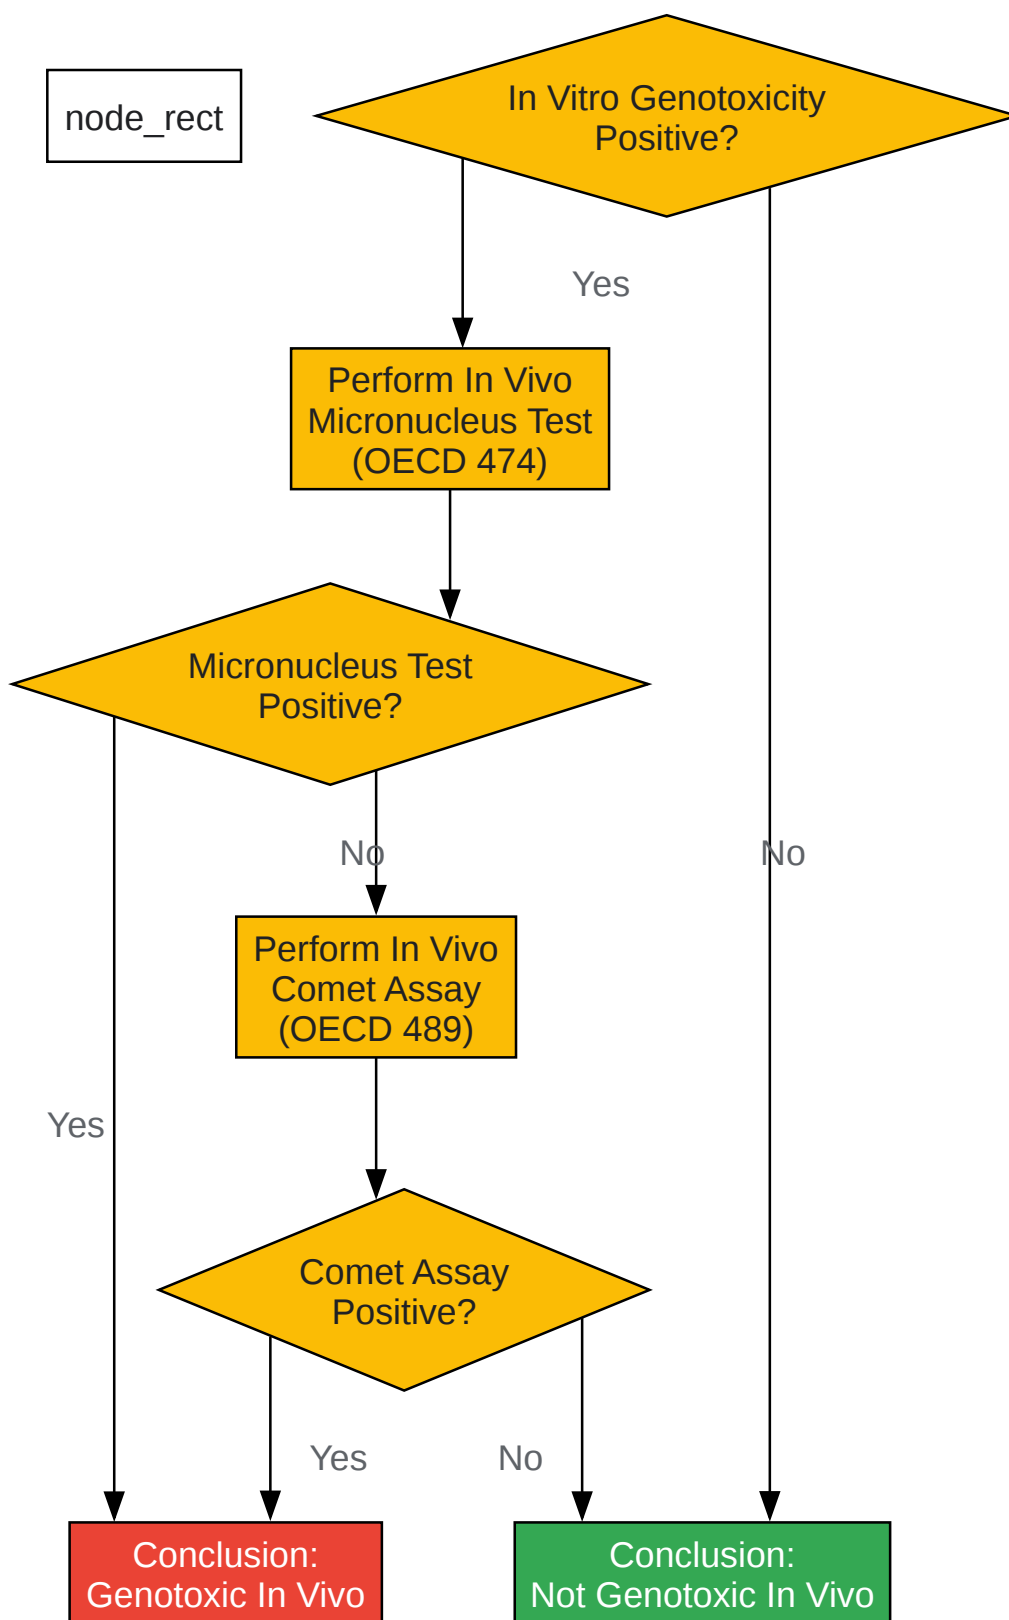 node_rect
In Vitro Genotoxicity
Positive?
Yes
Perform In Vivo
Micronucleus Test
(OECD 474)
Micronucleus Test
Positive?
No
No
Perform In Vivo
Comet Assay
(OECD 489)
Yes
Comet Assay
Positive?
Yes
No
Conclusion:
Genotoxic In Vivo
Conclusion:
Not Genotoxic In Vivo